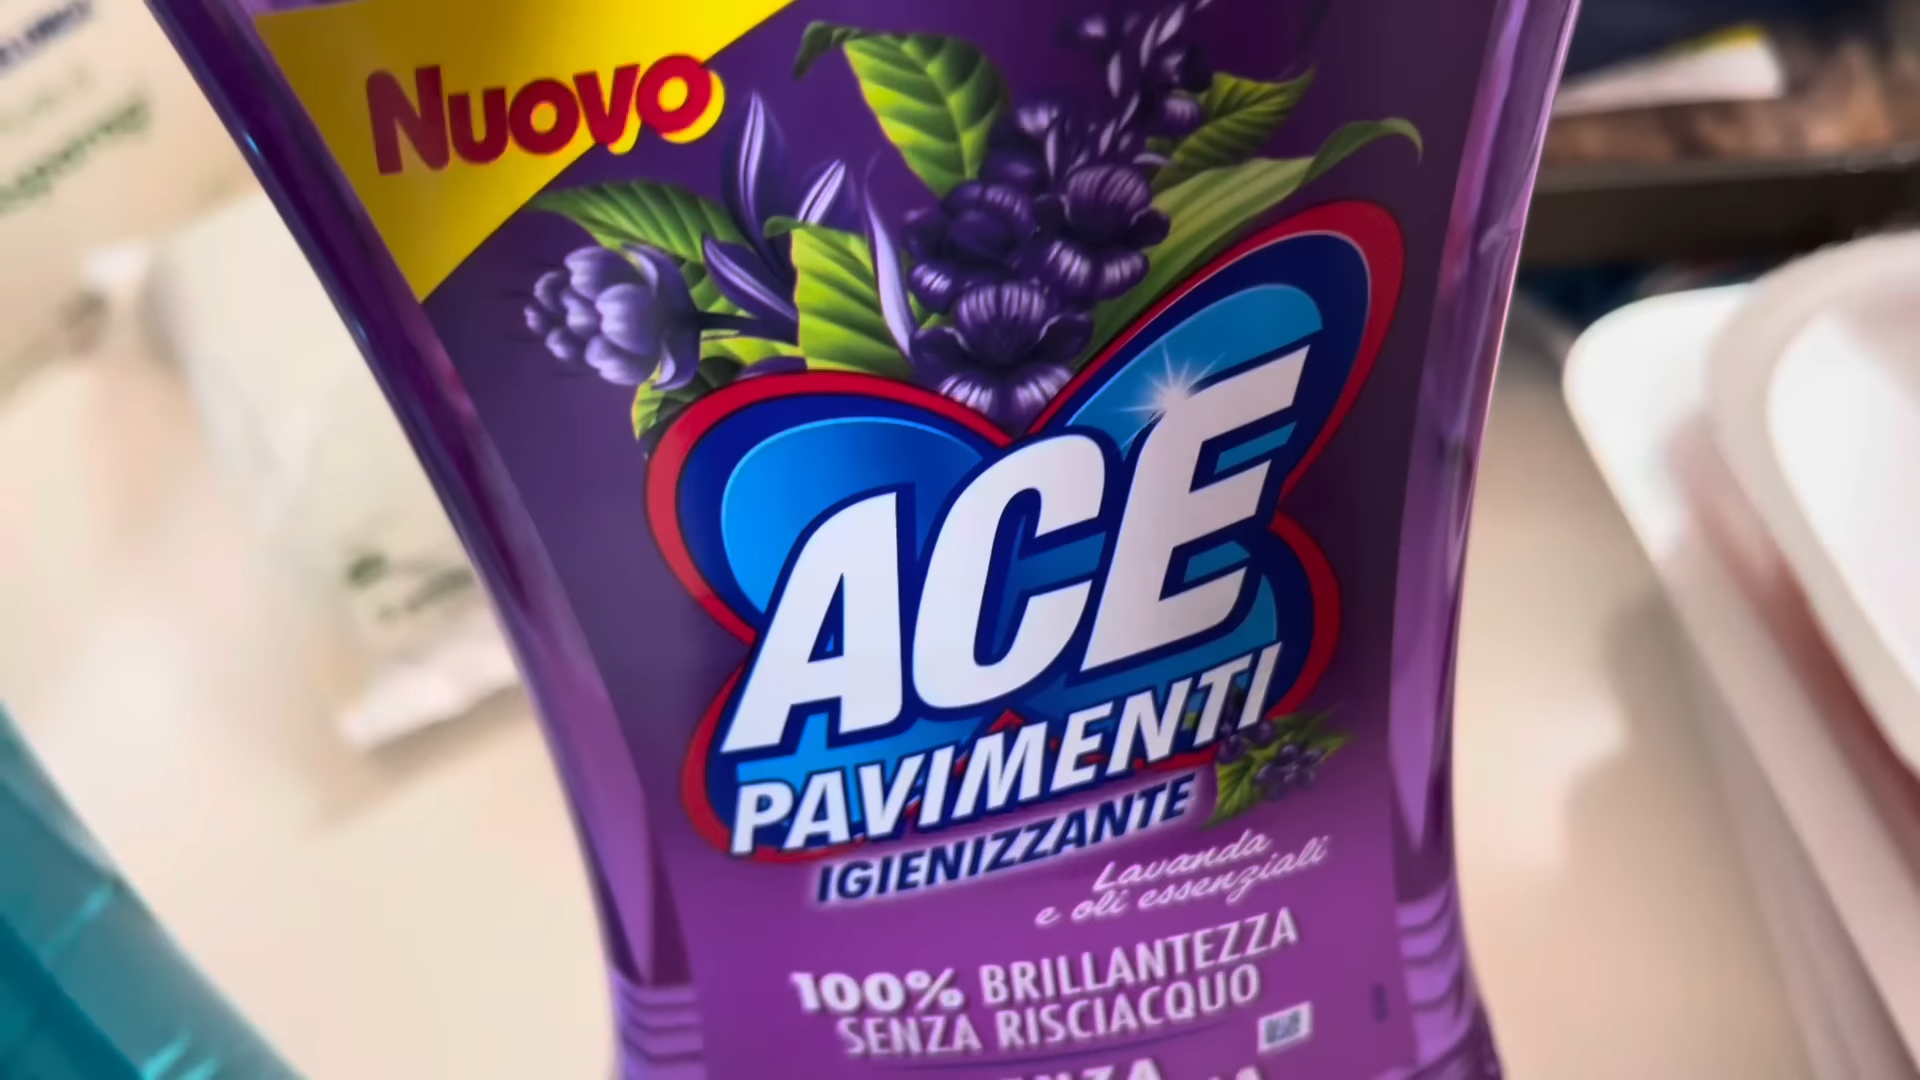 Nuovo
ACE
PAVIMENTI
IGIENIZZANTE
Lavanda
e oli essenziali
100% BRILLANTEZZA
SENZA RISCIACQUO